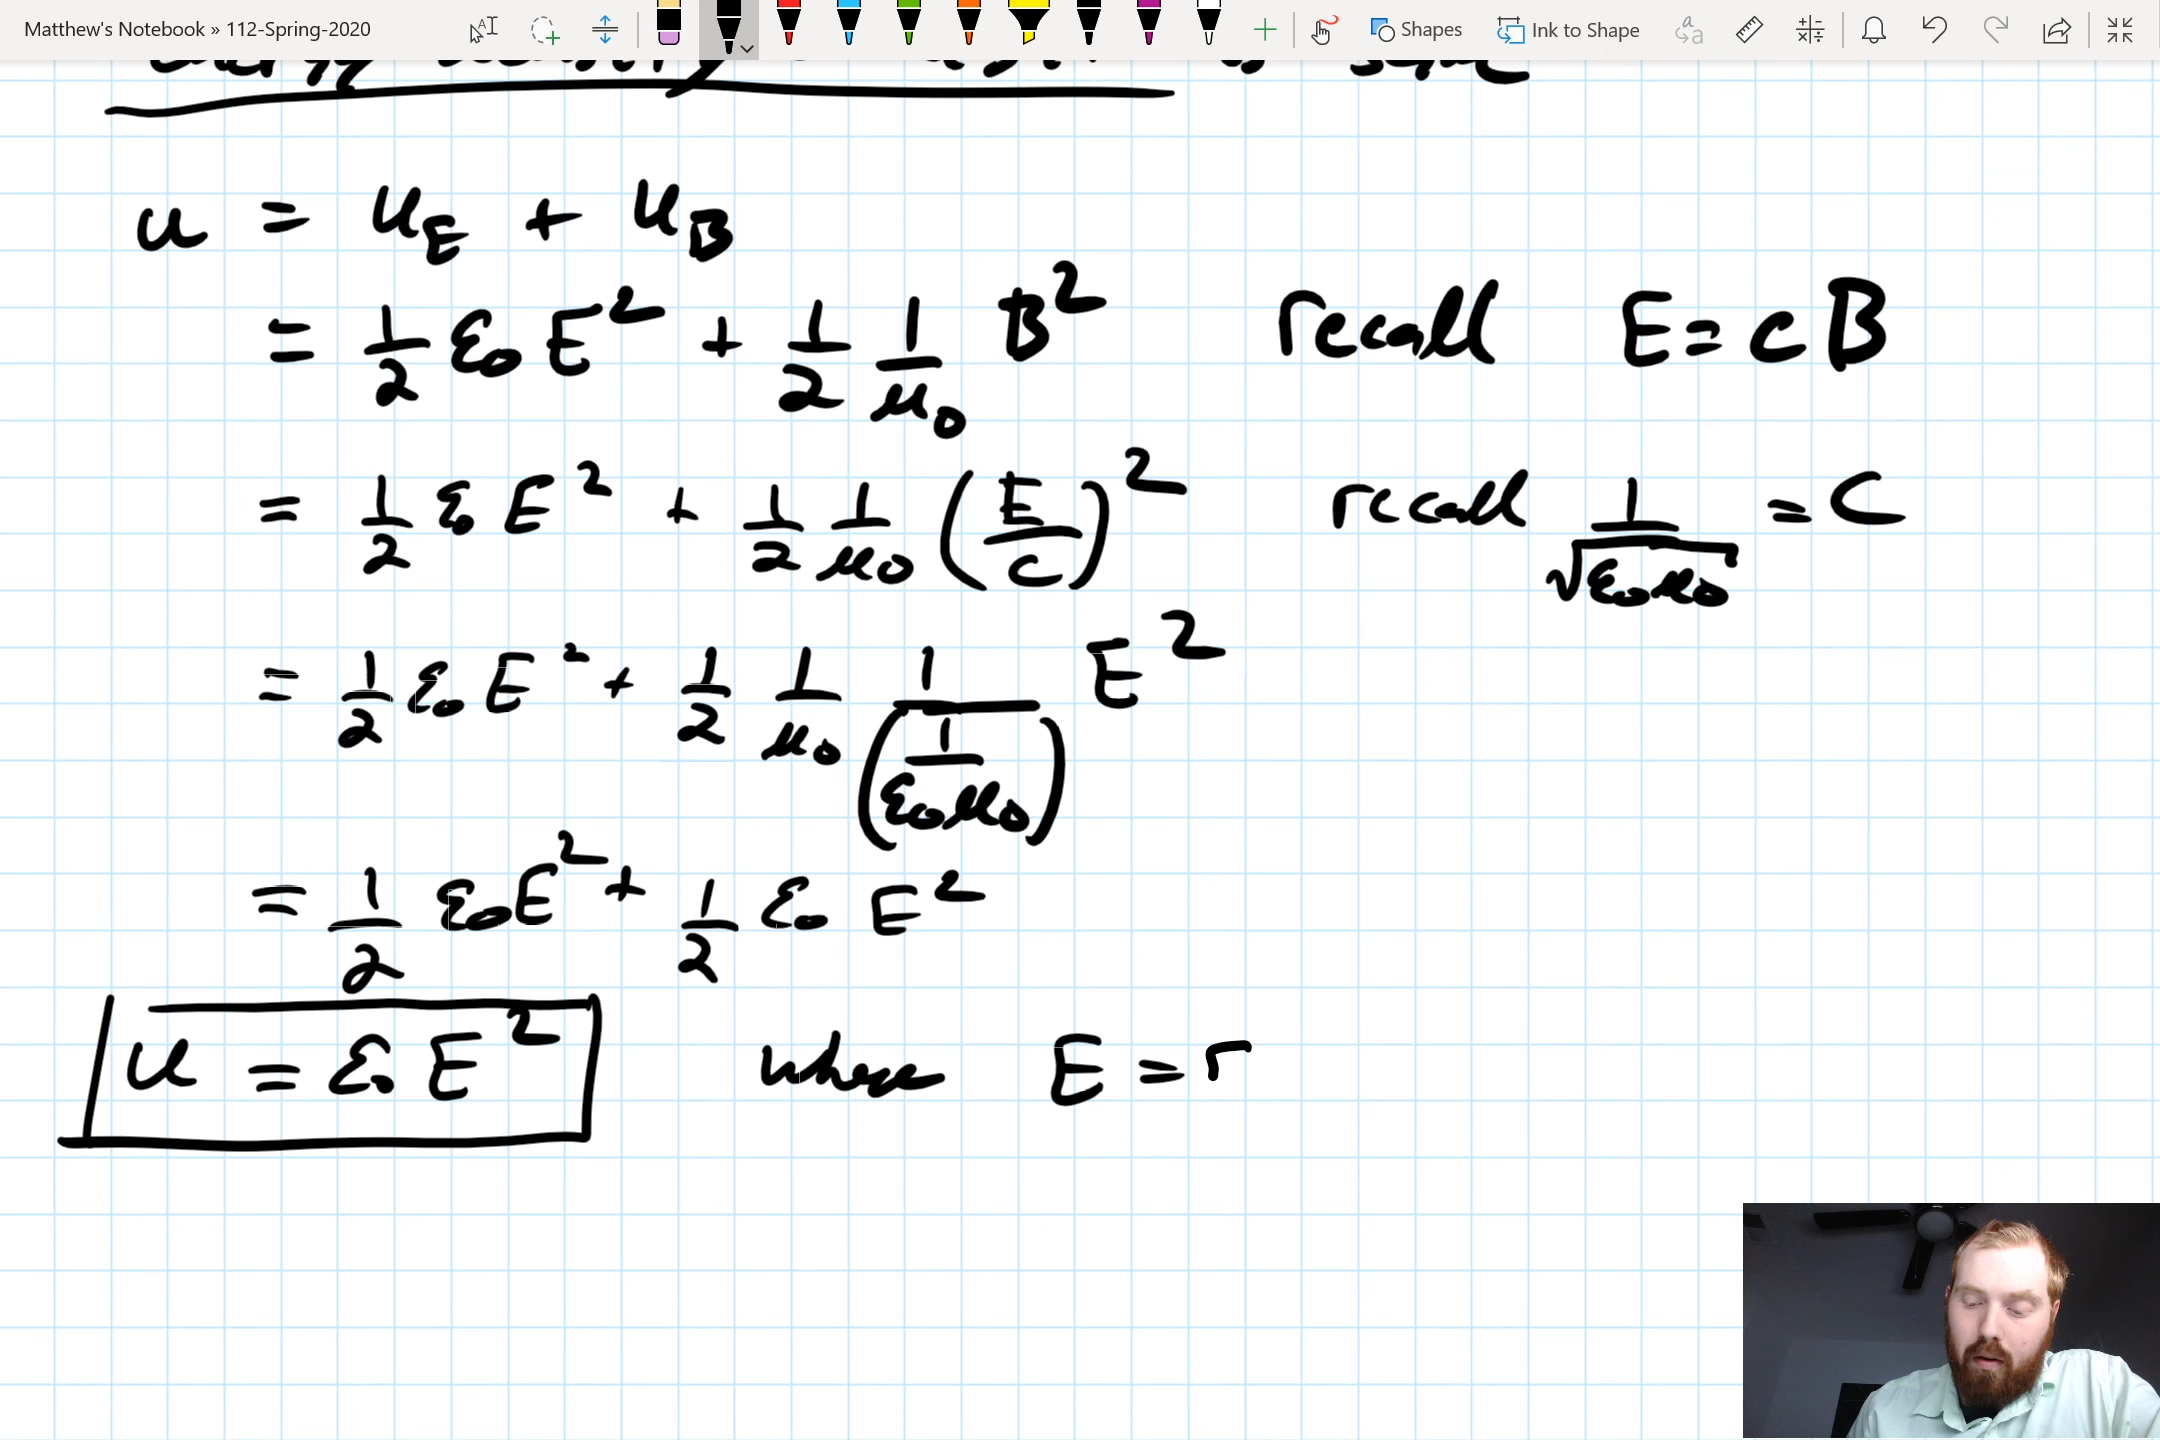 Matthew's Notebook » 112-Spring-2020 Shapes Ink to Shape
u = u_E + u_B
= 1/2 ε₀ E² + 1/2 1/μ₀ B² recall E = cB
= 1/2 ε₀ E² + 1/2 1/μ₀ (E/c)² recall 1/√(ε₀μ₀) = c
= 1/2 ε₀ E² + 1/2 1/μ₀ 1/(1/(ε₀μ₀)) E²
= 1/2 ε₀ E² + 1/2 ε₀ E²
u = ε₀ E² where E = r